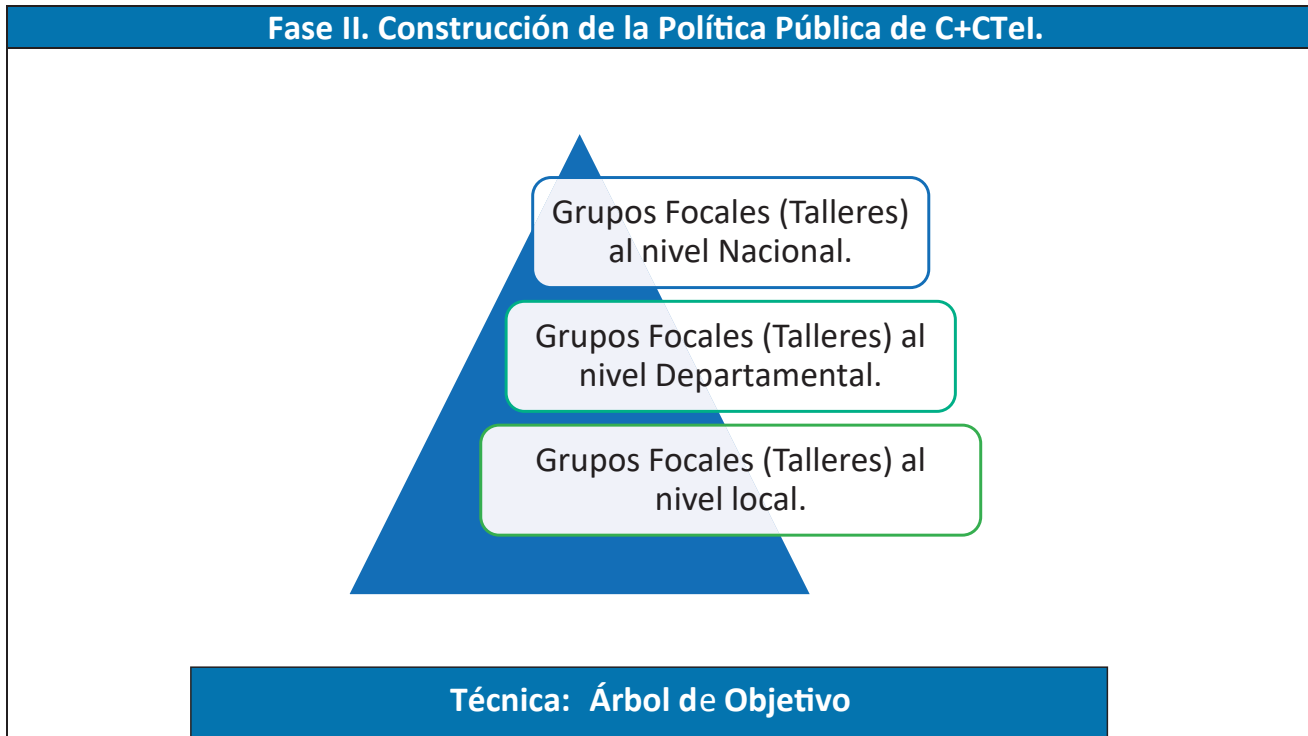 Fase II. Construcción de la Política Pública de C+CTeI.
Grupos Focales (Talleres)
al nivel Nacional.
Grupos Focales (Talleres) al
nivel Departamental.
Grupos Focales (Talleres) al
nivel local.
Técnica: Árbol de Objetivo